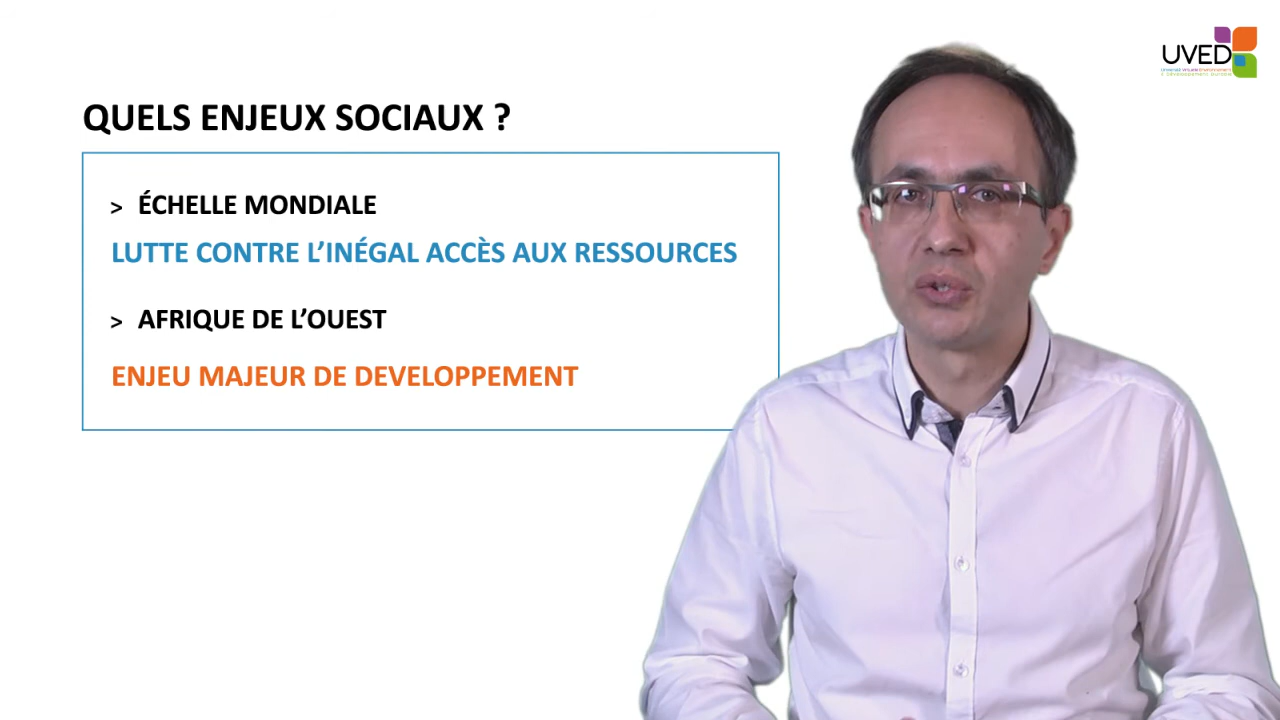 UVED
QUELS ENJEUX SOCIAUX ?
> ÉCHELLE MONDIALE
LUTTE CONTRE L’INÉGAL ACCÈS AUX RESSOURCES
> AFRIQUE DE L’OUEST
ENJEU MAJEUR DE DEVELOPPEMENT